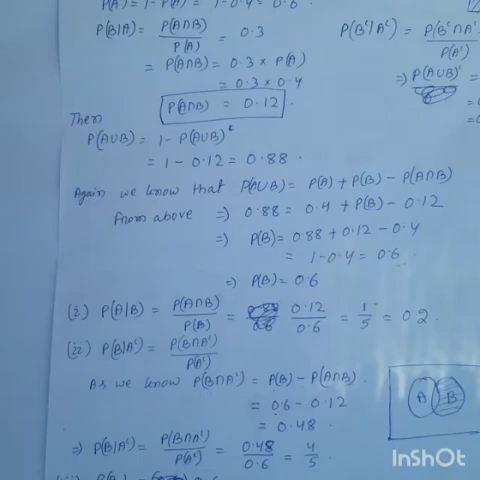 P(A) = 1 - P(A') = 1 - 0.4 = 0.6
P(B|A) = P(A∩B)/P(A) = 0.3
= P(A∩B) = 0.3 × P(A)
= 0.3 × 0.4
P(A∩B) = 0.12.
P(B'|A') = P(B'∩A')/P(A')
⇒ P(A∪B)'
Then
P(A∪B) = 1 - P(A∪B)'
= 1 - 0.12 = 0.88.
Again we know that P(A∪B) = P(A) + P(B) - P(A∩B)
From above ⇒ 0.88 = 0.4 + P(B) - 0.12
⇒ P(B) = 0.88 + 0.12 - 0.4
= 1 - 0.4 = 0.6.
⇒ P(B) = 0.6
(i) P(A|B) = P(A∩B)/P(B) = 0.12/0.6 = 1/5 = 0.2.
(ii) P(B|A') = P(B∩A')/P(A')
As we know P(B∩A') = P(B) - P(A∩B).
= 0.6 - 0.12
= 0.48.
A B
⇒ P(B|A') = P(B∩A')/P(A') = 0.48/0.6 = 4/5
InShOt